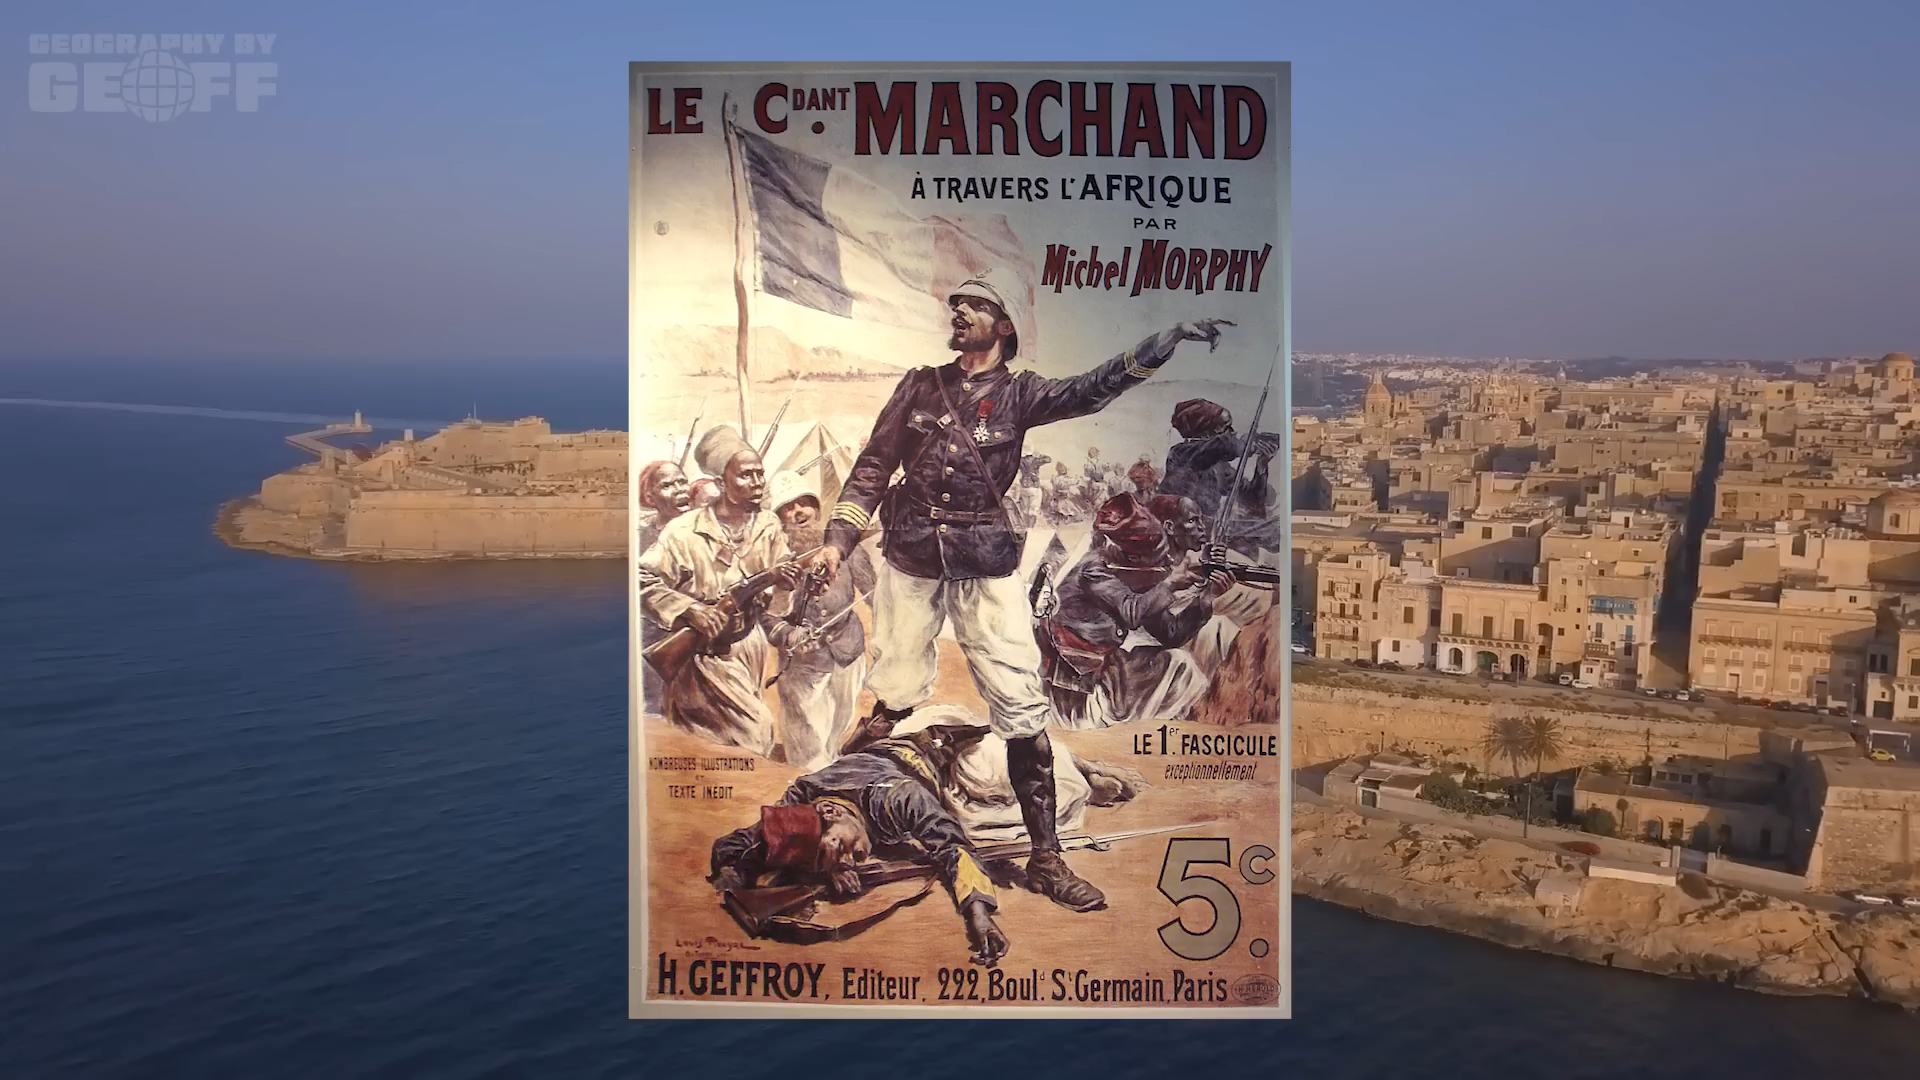 GEOGRAPHY BY
GEOFF
LE CDANT. MARCHAND
À TRAVERS L'AFRIQUE
PAR
Michel MORPHY
LE 1er. FASCICULE
exceptionnellement
NOMBREUSES ILLUSTRATIONS
ET
TEXTE INÉDIT
5c.
H. GEFFROY, Editeur, 222, Bould. St. Germain, Paris